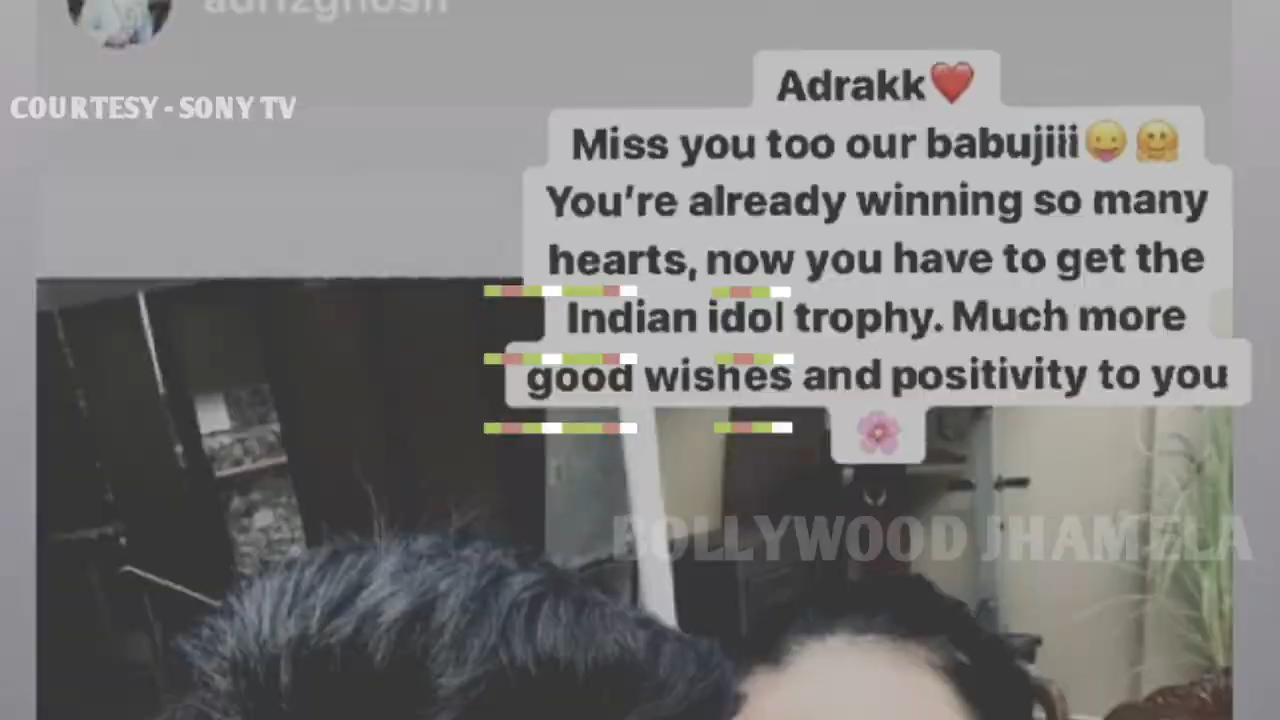 adrizghosh
COURTESY - SONY TV
Adrakk❤️
Miss you too our babujiii😛🤗
You're already winning so many
hearts, now you have to get the
Indian idol trophy. Much more
good wishes and positivity to you
🌸
BOLLYWOOD JHAMELA